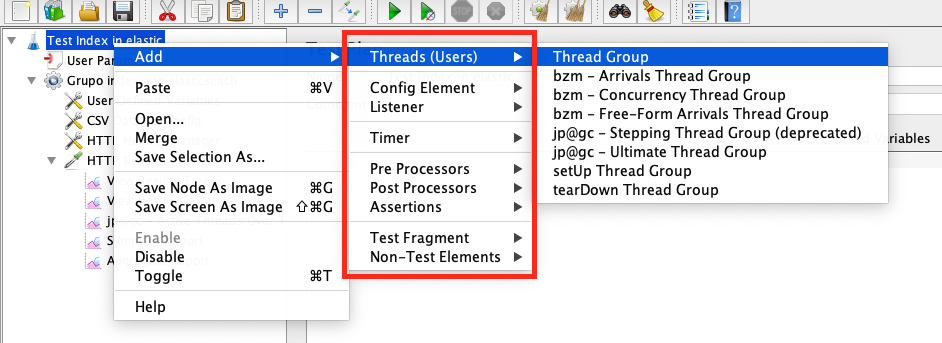 Test Index in elastic
User Par
Grupo in
User
CSV
HTTP
HTTP
Add
Paste ⌘V
Open...
Merge
Save Selection As...
Save Node As Image ⌘G
Save Screen As Image ⇧⌘G
Enable
Disable
Toggle ⌘T
Help
Threads (Users)
Config Element
Listener
Timer
Pre Processors
Post Processors
Assertions
Test Fragment
Non-Test Elements
Thread Group
bzm - Arrivals Thread Group
bzm - Concurrency Thread Group
bzm - Free-Form Arrivals Thread Group
jp@gc - Stepping Thread Group (deprecated)
jp@gc - Ultimate Thread Group
setUp Thread Group
tearDown Thread Group
Variables